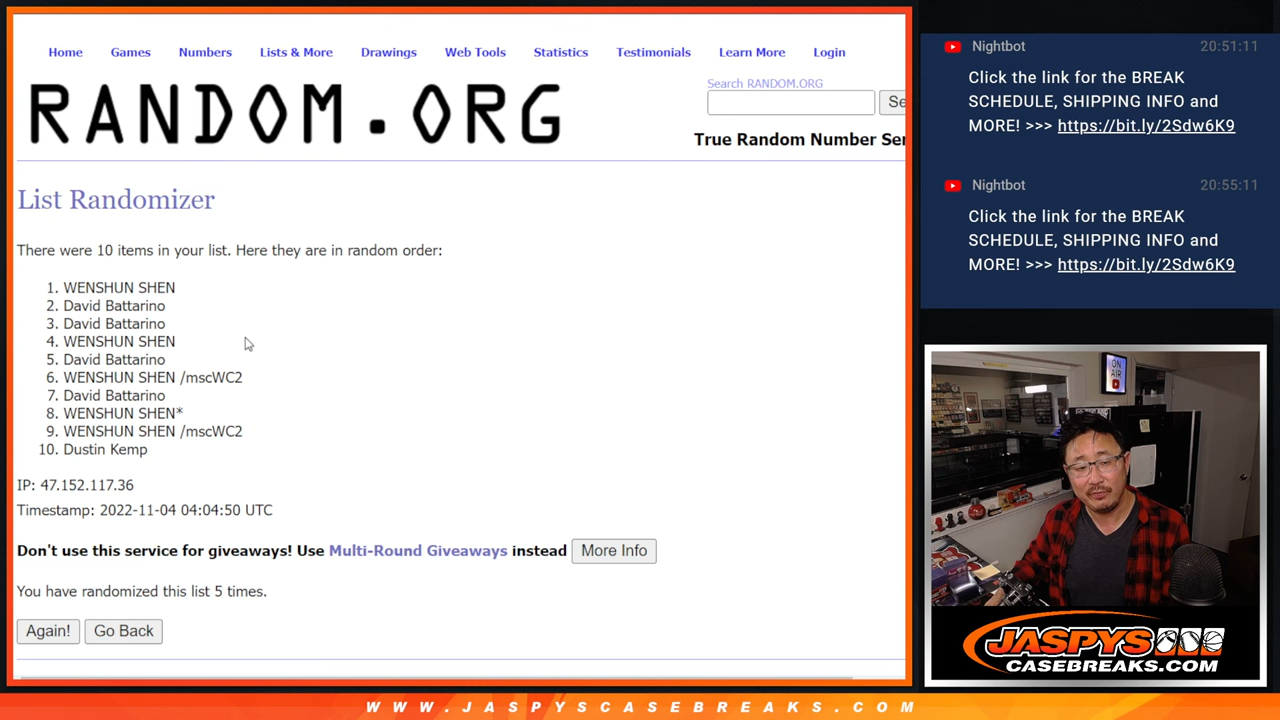 Home Games Numbers Lists & More Drawings Web Tools Statistics Testimonials Learn More Login
RANDOM.ORG
Search RANDOM.ORG
Se
True Random Number Ser
List Randomizer
There were 10 items in your list. Here they are in random order:
1. WENSHUN SHEN
2. David Battarino
3. David Battarino
4. WENSHUN SHEN
5. David Battarino
6. WENSHUN SHEN /mscWC2
7. David Battarino
8. WENSHUN SHEN*
9. WENSHUN SHEN /mscWC2
10. Dustin Kemp
IP: 47.152.117.36
Timestamp: 2022-11-04 04:04:50 UTC
Don't use this service for giveaways! Use Multi-Round Giveaways instead More Info
You have randomized this list 5 times.
Again! Go Back
Nightbot 20:51:11
Click the link for the BREAK
SCHEDULE, SHIPPING INFO and
MORE! >>> https://bit.ly/2Sdw6K9
Nightbot 20:55:11
Click the link for the BREAK
SCHEDULE, SHIPPING INFO and
MORE! >>> https://bit.ly/2Sdw6K9
ON
AIR
JASPYS
CASEBREAKS.COM
WWW.JASPYSCASEBREAKS.COM